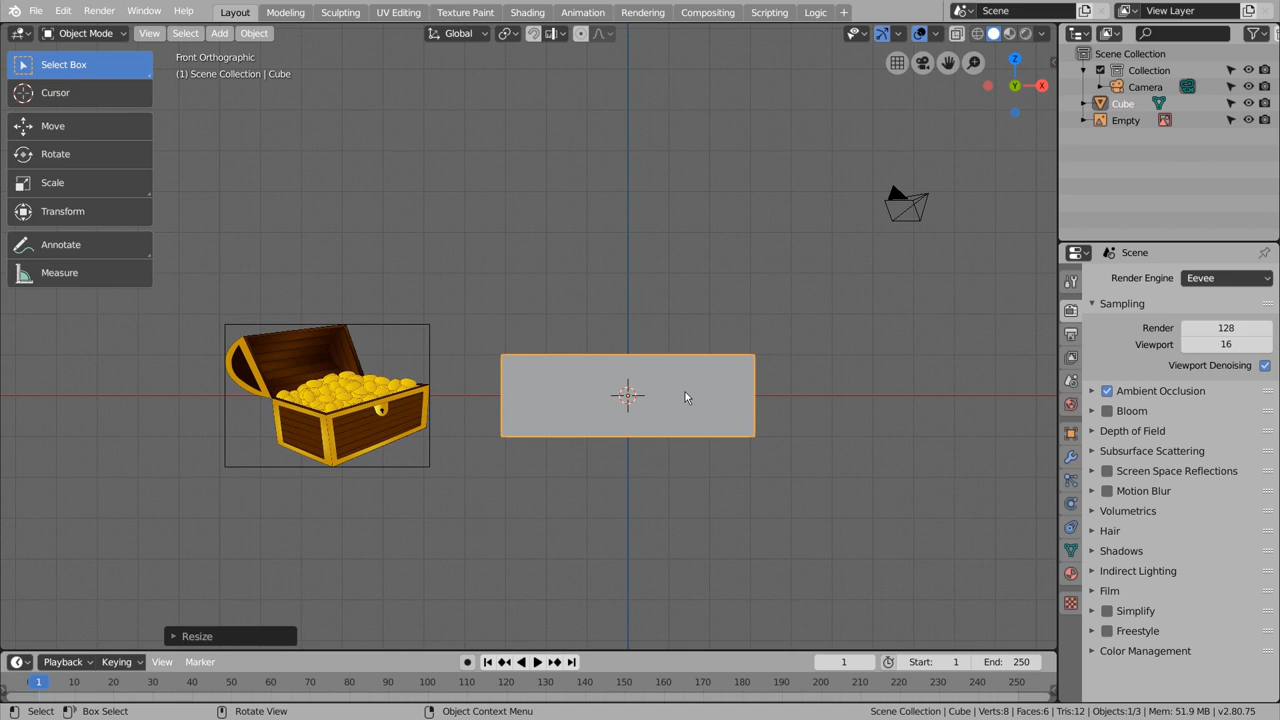 File Edit Render Window Help Layout Modeling Sculpting UV Editing Texture Paint Shading Animation Rendering Compositing Scripting Logic + Scene View Layer
Object Mode View Select Add Object Global
Select Box
Cursor
Move
Rotate
Scale
Transform
Annotate
Measure
Front Orthographic
(1) Scene Collection | Cube
Z
Y
X
Resize
Scene Collection
Collection
Camera
Cube
Empty
Scene
Render Engine Eevee
Sampling
Render 128
Viewport 16
Viewport Denoising
Ambient Occlusion
Bloom
Depth of Field
Subsurface Scattering
Screen Space Reflections
Motion Blur
Volumetrics
Hair
Shadows
Indirect Lighting
Film
Simplify
Freestyle
Color Management
Playback Keying View Marker 1 Start: 1 End: 250
1 10 20 30 40 50 60 70 80 90 100 110 120 130 140 150 160 170 180 190 200 210 220 230 240 250
Select Box Select Rotate View Object Context Menu Scene Collection | Cube | Verts:8 | Faces:6 | Tris:12 | Objects:1/3 | Mem: 51.9 MB | v2.80.75